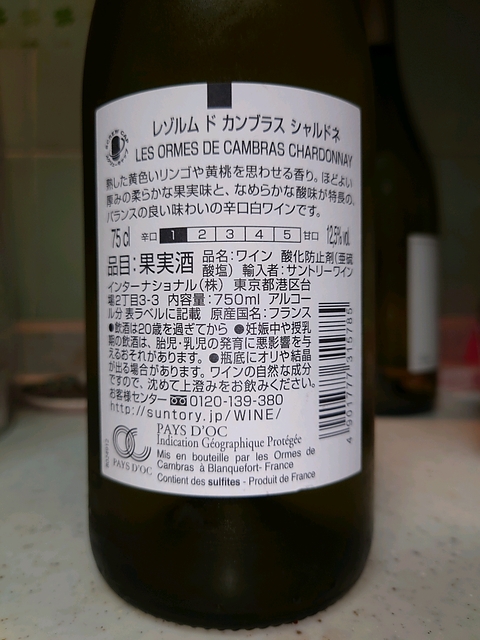 レゾルム ド カンブラス シャルドネ
LES ORMES DE CAMBRAS CHARDONNAY
熟した黄色いリンゴや黄桃を思わせる香り。ほどよい
厚みの柔らかな果実味と、なめらかな酸味が特長の、
バランスの良い味わいの辛口白ワインです。
75cl 辛口 1 2 3 4 5 甘口 12,5% vol.
品目:果実酒 品名:ワイン 酸化防止剤(亜硫
酸塩) 輸入者:サントリーワイン
インターナショナル(株) 東京都港区台
場2丁目3-3 内容量:750ml アルコー
ル分 表ラベルに記載 原産国名:フランス
●飲酒は20歳を過ぎてから ●妊娠中や授乳
期の飲酒は、胎児・乳児の発育に悪影響を与
えるおそれがあります。 ●瓶底にオリや結晶
が出る場合があります。ワインの自然な成分
ですので、沈めて上澄みをお飲みください。
お客様センター 0120-139-380
http://suntory.jp/WINE/
PAYS D'OC
Indication Géographique Protégée
Mis en bouteille par les Ormes de
Cambras à Blanquefort- France
Contient des sulfites - Produit de France
PAYS D'OC
4 901777 315785